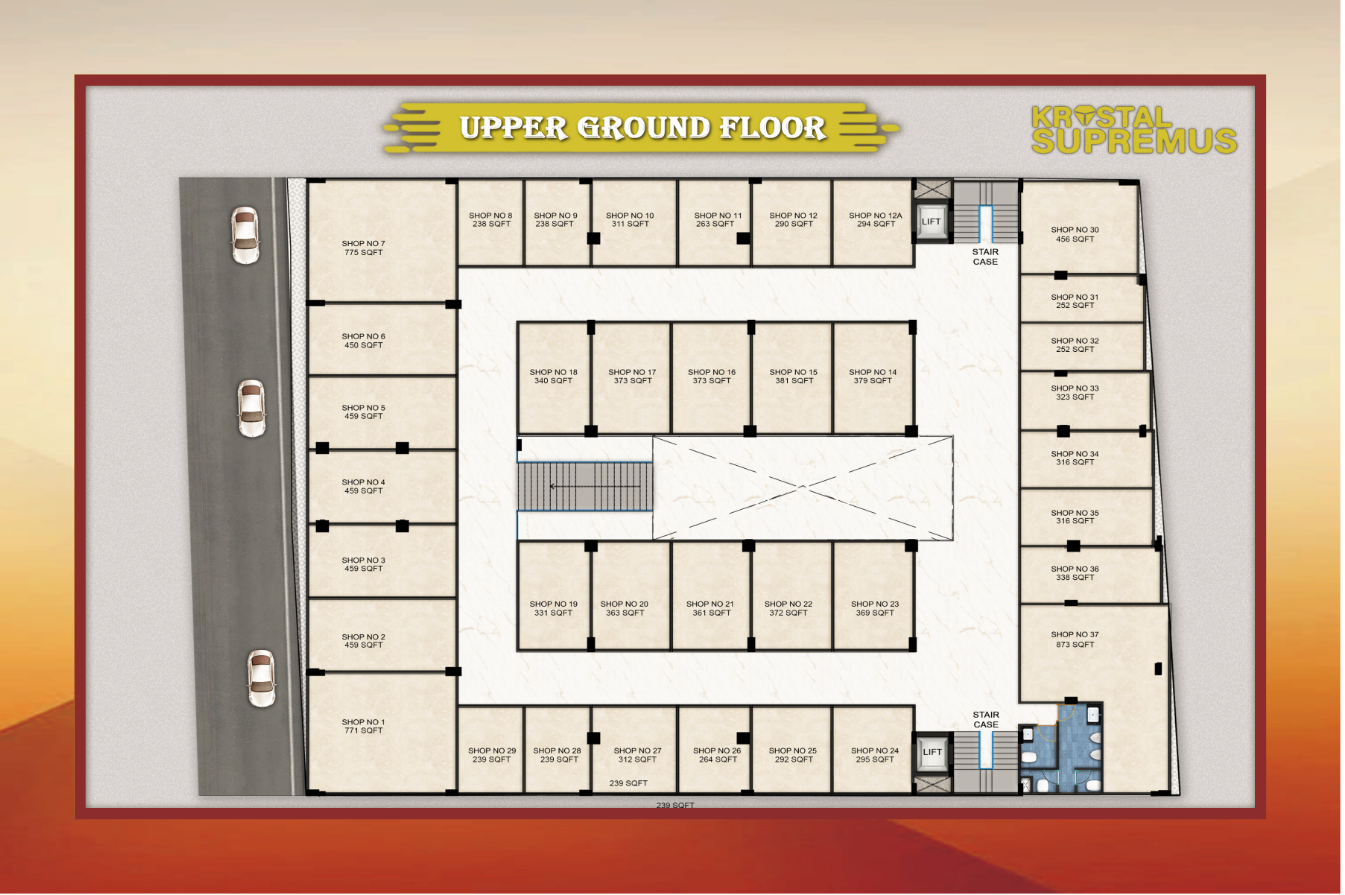 UPPER GROUND FLOOR
KRYSTAL
SUPREMUS
SHOP NO 7
775 SQFT
SHOP NO 8
238 SQFT
SHOP NO 9
238 SQFT
SHOP NO 10
311 SQFT
SHOP NO 11
263 SQFT
SHOP NO 12
290 SQFT
SHOP NO 12A
294 SQFT
LIFT
STAIR
CASE
SHOP NO 30
456 SQFT
SHOP NO 31
252 SQFT
SHOP NO 6
450 SQFT
SHOP NO 32
252 SQFT
SHOP NO 18
340 SQFT
SHOP NO 17
373 SQFT
SHOP NO 16
373 SQFT
SHOP NO 15
381 SQFT
SHOP NO 14
379 SQFT
SHOP NO 33
323 SQFT
SHOP NO 5
459 SQFT
SHOP NO 34
316 SQFT
SHOP NO 4
459 SQFT
SHOP NO 35
316 SQFT
SHOP NO 3
459 SQFT
SHOP NO 36
338 SQFT
SHOP NO 19
331 SQFT
SHOP NO 20
363 SQFT
SHOP NO 21
361 SQFT
SHOP NO 22
372 SQFT
SHOP NO 23
369 SQFT
SHOP NO 2
459 SQFT
SHOP NO 37
873 SQFT
SHOP NO 1
771 SQFT
STAIR
CASE
SHOP NO 29
239 SQFT
SHOP NO 28
239 SQFT
SHOP NO 27
312 SQFT
239 SQFT
SHOP NO 26
264 SQFT
SHOP NO 25
292 SQFT
SHOP NO 24
295 SQFT
LIFT
239 SQFT